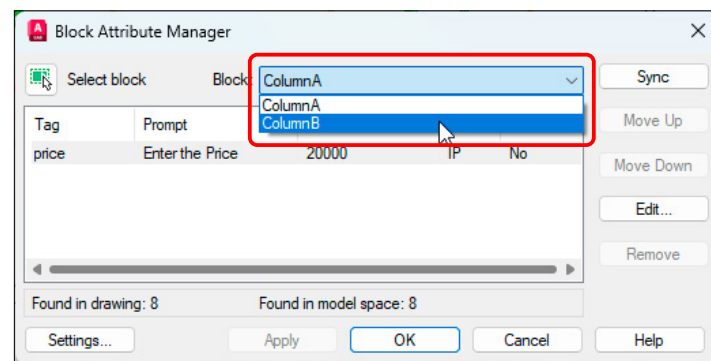 Block Attribute Manager
Select block Block: ColumnA Sync
ColumnA
ColumnB
Tag Prompt Move Up
price Enter the Price 20000 IP No
Move Down
Edit...
Remove
Found in drawing: 8 Found in model space: 8
Settings... Apply OK Cancel Help